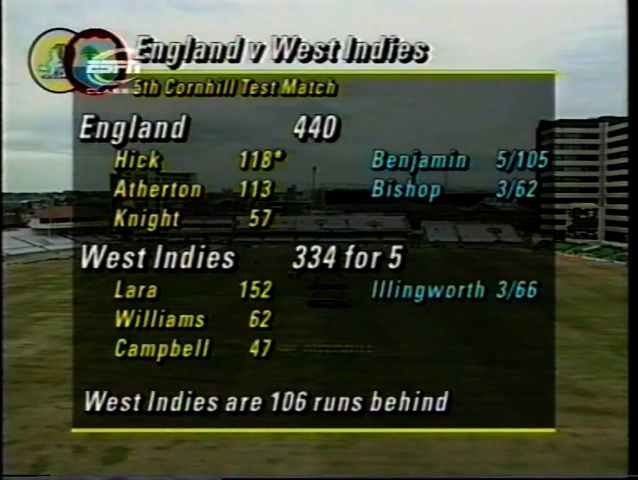 England v West Indies
ESPN
CLASSIC
5th Cornhill Test Match
England 440
Hick 118* Benjamin 5/105
Atherton 113 Bishop 3/62
Knight 57
West Indies 334 for 5
Lara 152 Illingworth 3/66
Williams 62
Campbell 47
West Indies are 106 runs behind